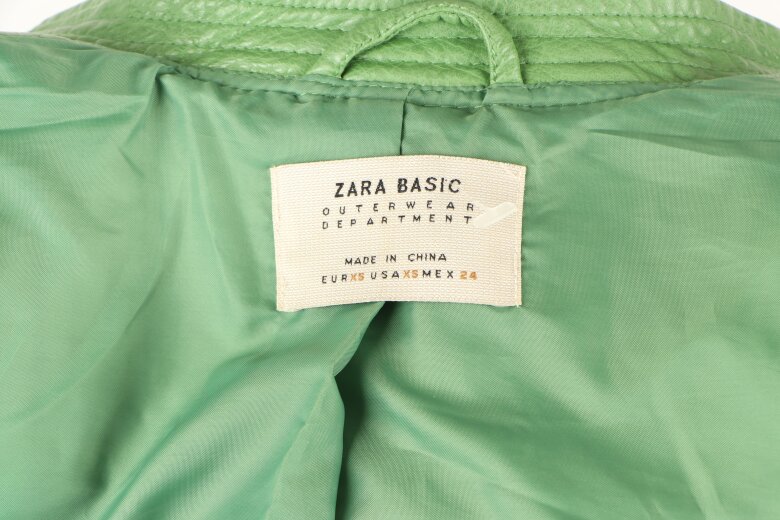 ZARA BASIC
OUTERWEAR
DEPARTMENT
MADE IN CHINA
EUR XS USA XS MEX 24